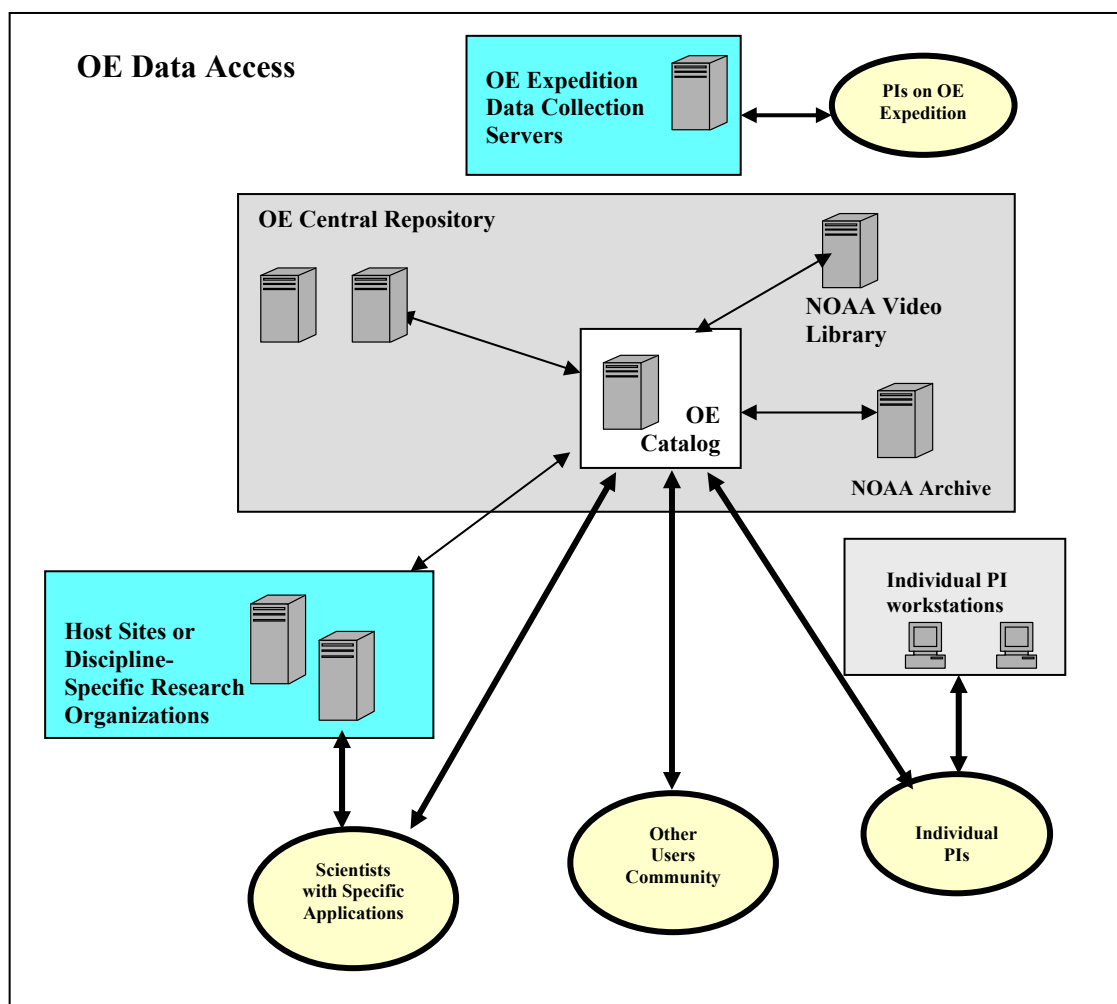 OE Data Access
OE Expedition
Data Collection
Servers
PIs on OE
Expedition
OE Central Repository
NOAA Video
Library
OE
Catalog
NOAA Archive
Host Sites or
Discipline-
Specific Research
Organizations
Individual PI
workstations
Scientists
with Specific
Applications
Other
Users
Community
Individual
PIs